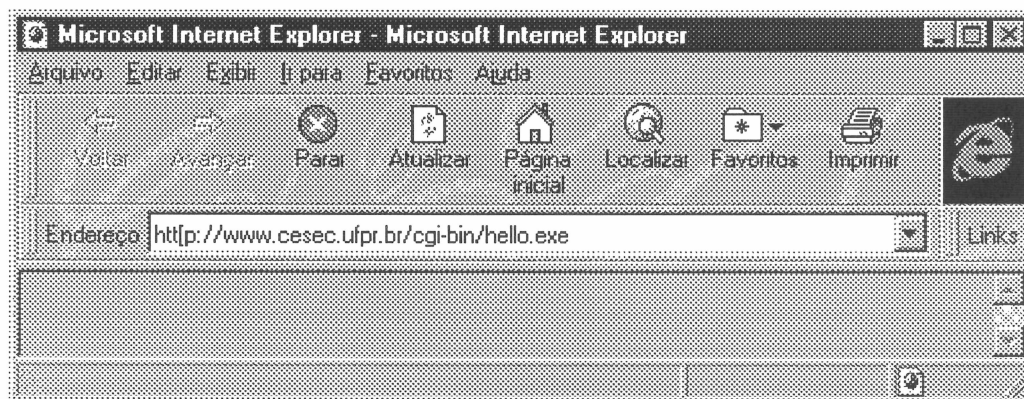 Microsoft Internet Explorer - Microsoft Internet Explorer
Arquivo Editar Exibir Ir para Favoritos Ajuda
Voltar Avançar Parar Atualizar Página inicial Localizar Favoritos Imprimir
Endereço htt[p://www.cesec.ufpr.br/cgi-bin/hello.exe Links